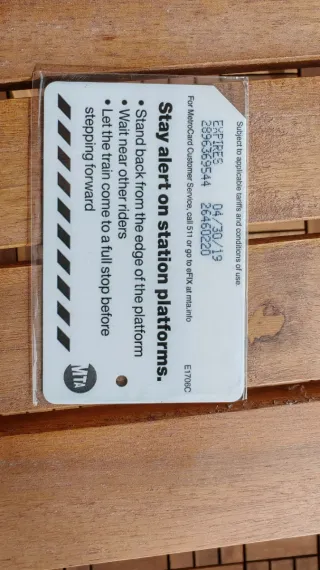 Subject to applicable tariffs and conditions of use
EXPIRES 04/30/19
2896369544 26460220
For MetroCard Customer Service, call 511 or go to eFIX at mta.info
E1708C
Stay alert on station platforms.
• Stand back from the edge of the platform
• Wait near other riders
• Let the train come to a full stop before
stepping forward
MTA